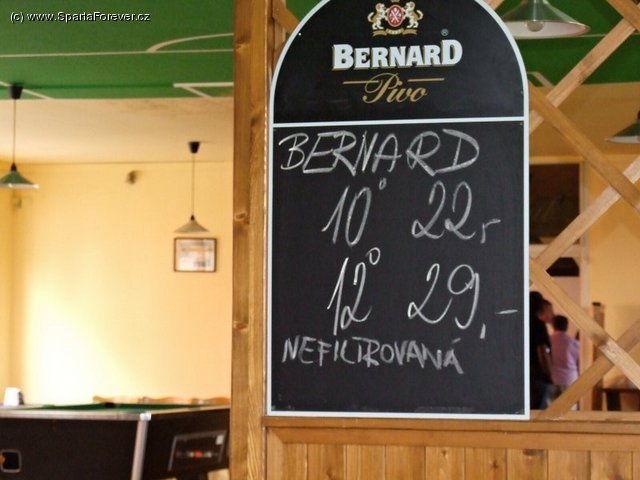 (c) www.SpartaForever.cz
BERNARD
Pivo
BERNARD
10° 22,-
12° 29,-
NEFILTROVANÁ